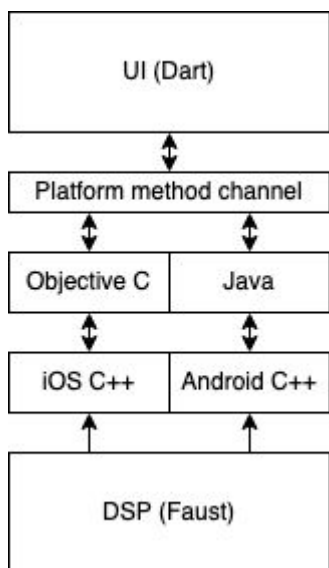 UI (Dart)
Platform method channel
Objective C
Java
iOS C++
Android C++
DSP (Faust)